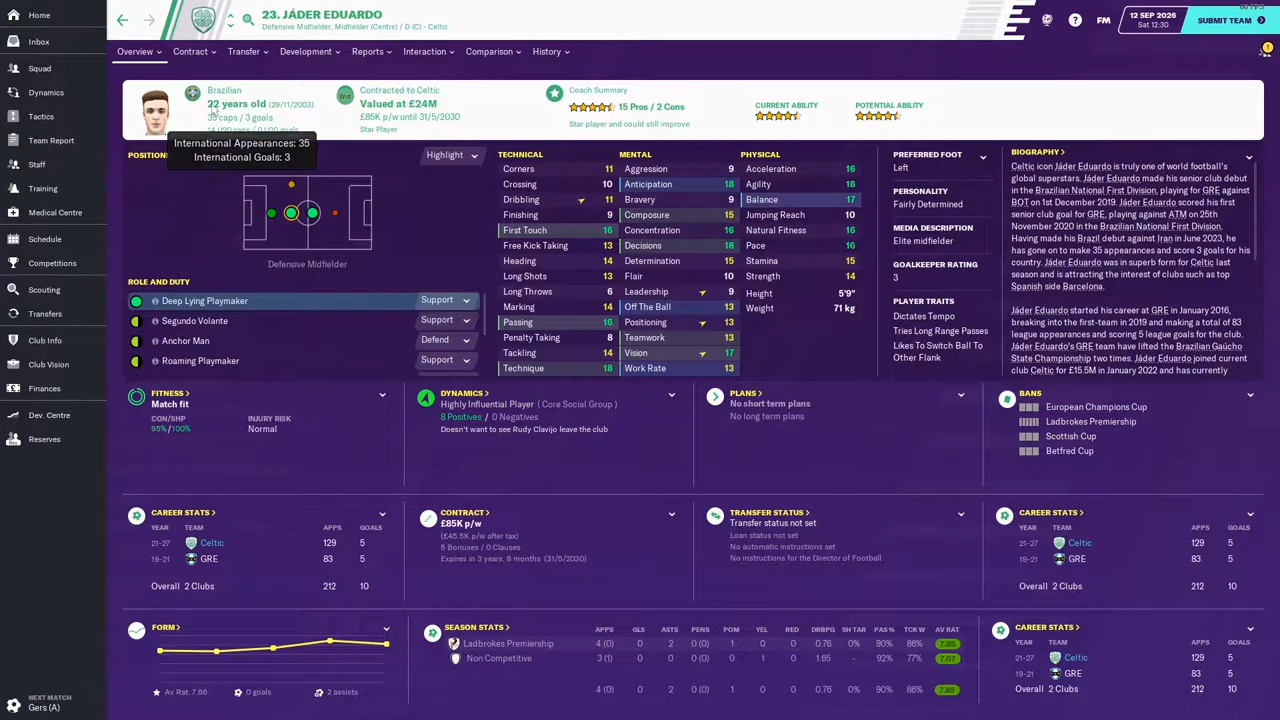 Home
Inbox
Squad
Dynamics
Tactics
Team Report
Staff
Training
Medical Centre
Schedule
Competitions
Scouting
Transfers
Club Info
Club Vision
Finances
Dev. Centre
Reserves
NEXT MATCH
Gers (A)
23. JÁDER EDUARDO
Defensive Midfielder, Midfielder (Centre) / D (C) - Celtic
FM
12 SEP 2026
Sat 12:30
SUBMIT TEAM
1
Overview
Contract
Transfer
Development
Reports
Interaction
Comparison
History
Brazilian
22 years old (29/11/2003)
35 caps / 3 goals
14 U20 caps / 0 U20 goals
International Appearances: 35
International Goals: 3
Wnt
Contracted to Celtic
Valued at £24M
£85K p/w until 31/5/2030
Star Player
Coach Summary
15 Pros / 2 Cons
Star player and could still improve
CURRENT ABILITY
POTENTIAL ABILITY
Highlight
Defensive Midfielder
ROLE AND DUTY
Deep Lying Playmaker Support
Segundo Volante Support
Anchor Man Defend
Roaming Playmaker Support
TECHNICAL
Corners 11
Crossing 10
Dribbling 11
Finishing 9
First Touch 16
Free Kick Taking 13
Heading 14
Long Shots 13
Long Throws 6
Marking 14
Passing 16
Penalty Taking 8
Tackling 14
Technique 18
MENTAL
Aggression 9
Anticipation 18
Bravery 9
Composure 15
Concentration 16
Decisions 18
Determination 15
Flair 10
Leadership 9
Off The Ball 13
Positioning 13
Teamwork 13
Vision 17
Work Rate 13
PHYSICAL
Acceleration 16
Agility 18
Balance 17
Jumping Reach 10
Natural Fitness 16
Pace 16
Stamina 15
Strength 14
Height 5'9"
Weight 71 kg
PREFERRED FOOT
Left
PERSONALITY
Fairly Determined
MEDIA DESCRIPTION
Elite midfielder
GOALKEEPER RATING
3
PLAYER TRAITS
Dictates Tempo
Tries Long Range Passes
Likes To Switch Ball To
Other Flank
BIOGRAPHY >
Celtic icon Jáder Eduardo is truly one of world football's
global superstars. Jáder Eduardo made his senior club debut
in the Brazilian National First Division, playing for GRE against
BOT on 1st December 2019. Jáder Eduardo scored his first
senior club goal for GRE, playing against ATM on 25th
November 2020 in the Brazilian National First Division.
Having made his Brazil debut against Iran in June 2023, he
has gone on to make 35 appearances and score 3 goals for his
country. Jáder Eduardo was in superb form for Celtic last
season and is attracting the interest of clubs such as top
Spanish side Barcelona.
Jáder Eduardo started his career at GRE in January 2016,
breaking into the first-team in 2019 and making a total of 83
league appearances and scoring 5 league goals for the club.
Jáder Eduardo's GRE team have lifted the Brazilian Gaúcho
State Championship two times. Jáder Eduardo joined current
club Celtic for £15.5M in January 2022 and has currently
FITNESS >
Match fit
CON/SHP
95%/100%
INJURY RISK
Normal
DYNAMICS >
Highly Influential Player ( Core Social Group )
8 Positives / 0 Negatives
Doesn't want to see Rudy Clavijo leave the club
PLANS >
No short term plans
No long term plans
BANS
European Champions Cup
Ladbrokes Premiership
Scottish Cup
Betfred Cup
CAREER STATS >
YEAR TEAM APPS GOALS
21-27 Celtic 129 5
19-21 GRE 83 5
Overall 2 Clubs 212 10
CONTRACT >
£85K p/w
(£45.5K p/w after tax)
5 Bonuses / 0 Clauses
Expires in 3 years, 8 months (31/5/2030)
TRANSFER STATUS >
Transfer status not set
Loan status not set
No automatic instructions set
No instructions for the Director of Football
CAREER STATS >
YEAR TEAM APPS GOALS
21-27 Celtic 129 5
19-21 GRE 83 5
Overall 2 Clubs 212 10
FORM >
Av Rat: 7.66
0 goals
2 assists
SEASON STATS >
APPS GLS ASTS PENS POM YEL RED DRBPG SH TAR PAS % TCK W AV RAT
Ladbrokes Premiership 4 (0) 0 2 0 (0) 1 0 0 0.76 0% 90% 86% 7.85
Non Competitive 3 (1) 0 0 0 (0) 0 1 0 1.65 - 92% 77% 7.07
4 (0) 0 2 0 (0) 1 0 0 0.76 0% 90% 86% 7.85
CAREER STATS >
YEAR TEAM APPS GOALS
21-27 Celtic 129 5
19-21 GRE 83 5
Overall 2 Clubs 212 10